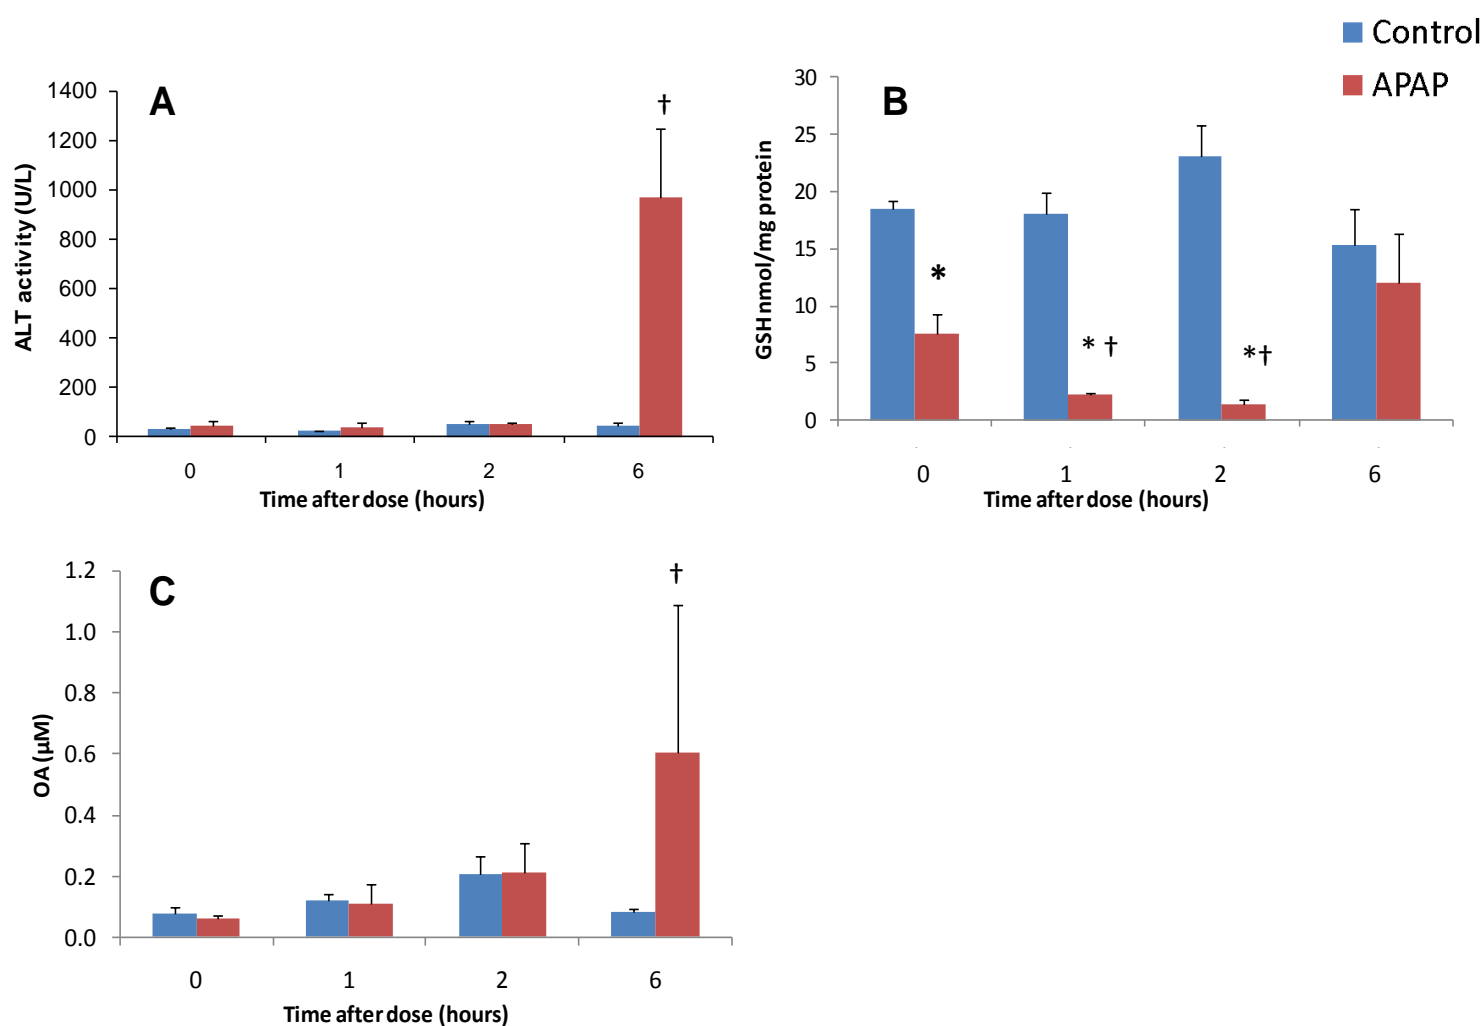 Control
APAP
A
†
1400
1200
1000
800
600
400
200
0
ALT activity (U/L)
0 1 2 6
Time after dose (hours)
B
30
25
20
15
10
5
0
GSH nmol/mg protein
*
* †
*†
0 1 2 6
Time after dose (hours)
C
†
1.2
1.0
0.8
0.6
0.4
0.2
0.0
OA (µM)
0 1 2 6
Time after dose (hours)